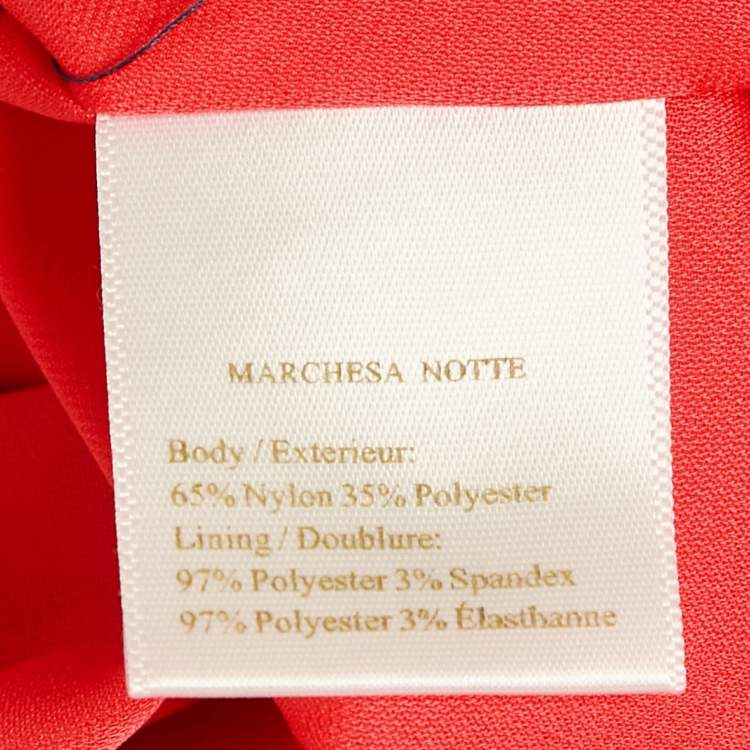 MARCHESA NOTTE
Body / Exterieur:
65% Nylon 35% Polyester
Lining / Doublure:
97% Polyester 3% Spandex
97% Polyester 3% Élasthanne